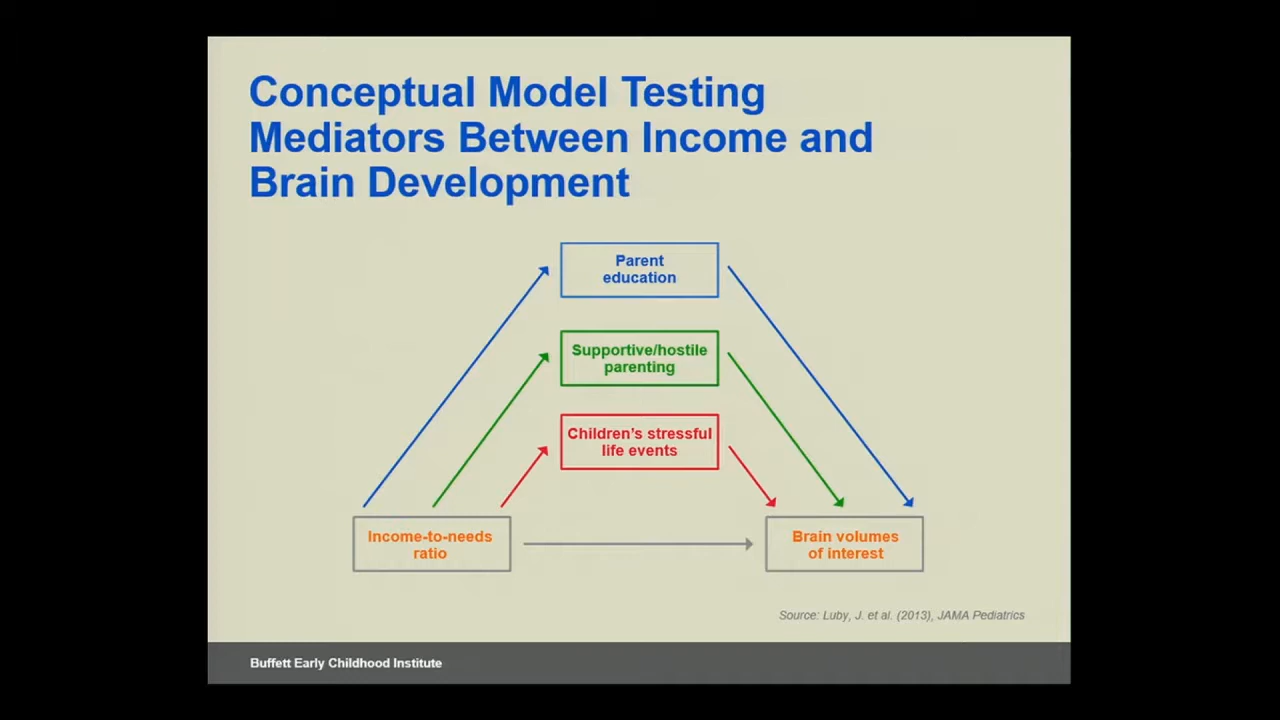 Conceptual Model Testing
Mediators Between Income and
Brain Development
Parent
education
Supportive/hostile
parenting
Children's stressful
life events
Income-to-needs
ratio
Brain volumes
of interest
Source: Luby, J. et al. (2013), JAMA Pediatrics
Buffett Early Childhood Institute